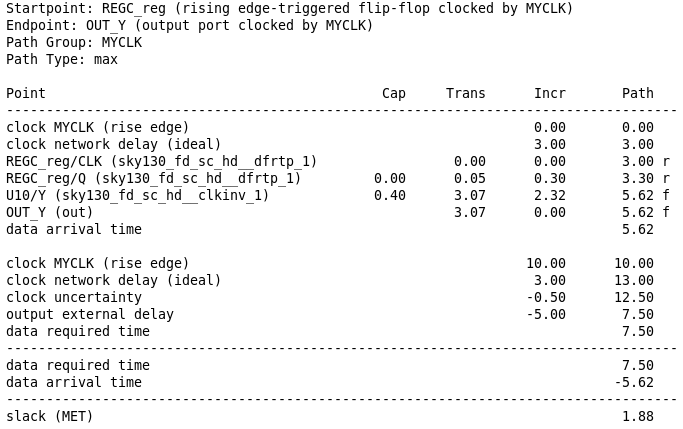 Startpoint: REGC_reg (rising edge-triggered flip-flop clocked by MYCLK)
Endpoint: OUT_Y (output port clocked by MYCLK)
Path Group: MYCLK
Path Type: max
Point Cap Trans Incr Path
-------------------------------------------------------------------------------------
clock MYCLK (rise edge) 0.00 0.00
clock network delay (ideal) 3.00 3.00
REGC_reg/CLK (sky130_fd_sc_hd__dfrtp_1) 0.00 0.00 3.00 r
REGC_reg/Q (sky130_fd_sc_hd__dfrtp_1) 0.00 0.05 0.30 3.30 r
U10/Y (sky130_fd_sc_hd__clkinv_1) 0.40 3.07 2.32 5.62 f
OUT_Y (out) 3.07 0.00 5.62 f
data arrival time 5.62
clock MYCLK (rise edge) 10.00 10.00
clock network delay (ideal) 3.00 13.00
clock uncertainty -0.50 12.50
output external delay -5.00 7.50
data required time 7.50
-------------------------------------------------------------------------------------
data required time 7.50
data arrival time -5.62
-------------------------------------------------------------------------------------
slack (MET) 1.88